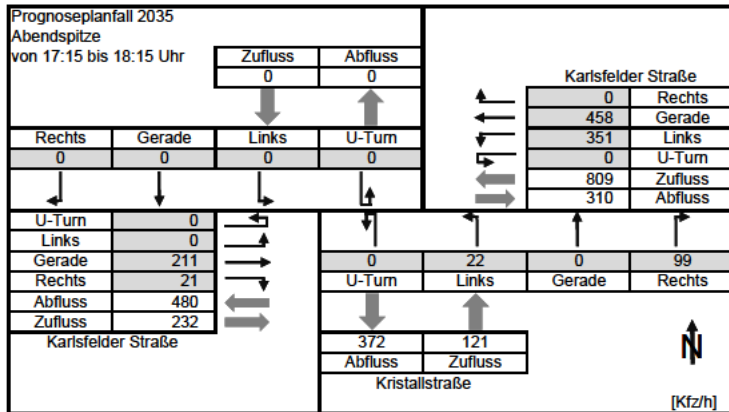 Prognoseplanfall 2035
Abendspitze
von 17:15 bis 18:15 Uhr
Zufluss Abfluss
0 0
Rechts Gerade Links U-Turn
0 0 0 0
Karlsfelder Straße
0 Rechts
458 Gerade
351 Links
0 U-Turn
809 Zufluss
310 Abfluss
U-Turn 0
Links 0
Gerade 211
Rechts 21
Abfluss 480
Zufluss 232
Karlsfelder Straße
0 22 0 99
U-Turn Links Gerade Rechts
372 121
Abfluss Zufluss
Kristallstraße
N
[Kfz/h]